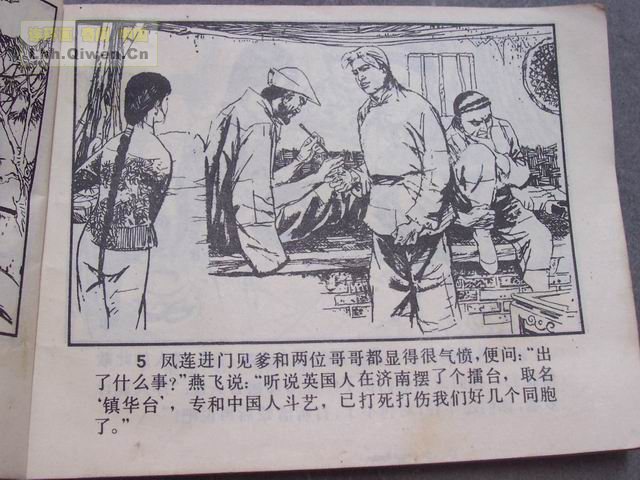 Lhh.Qiwen.Cn
5 凤莲进门见爹和两位哥哥都显得很气愤，便问：“出
了什么事？”燕飞说：“听说英国人在济南摆了个擂台，取名
‘镇华台’，专和中国人斗艺，已打死打伤我们好几个同胞
了。”